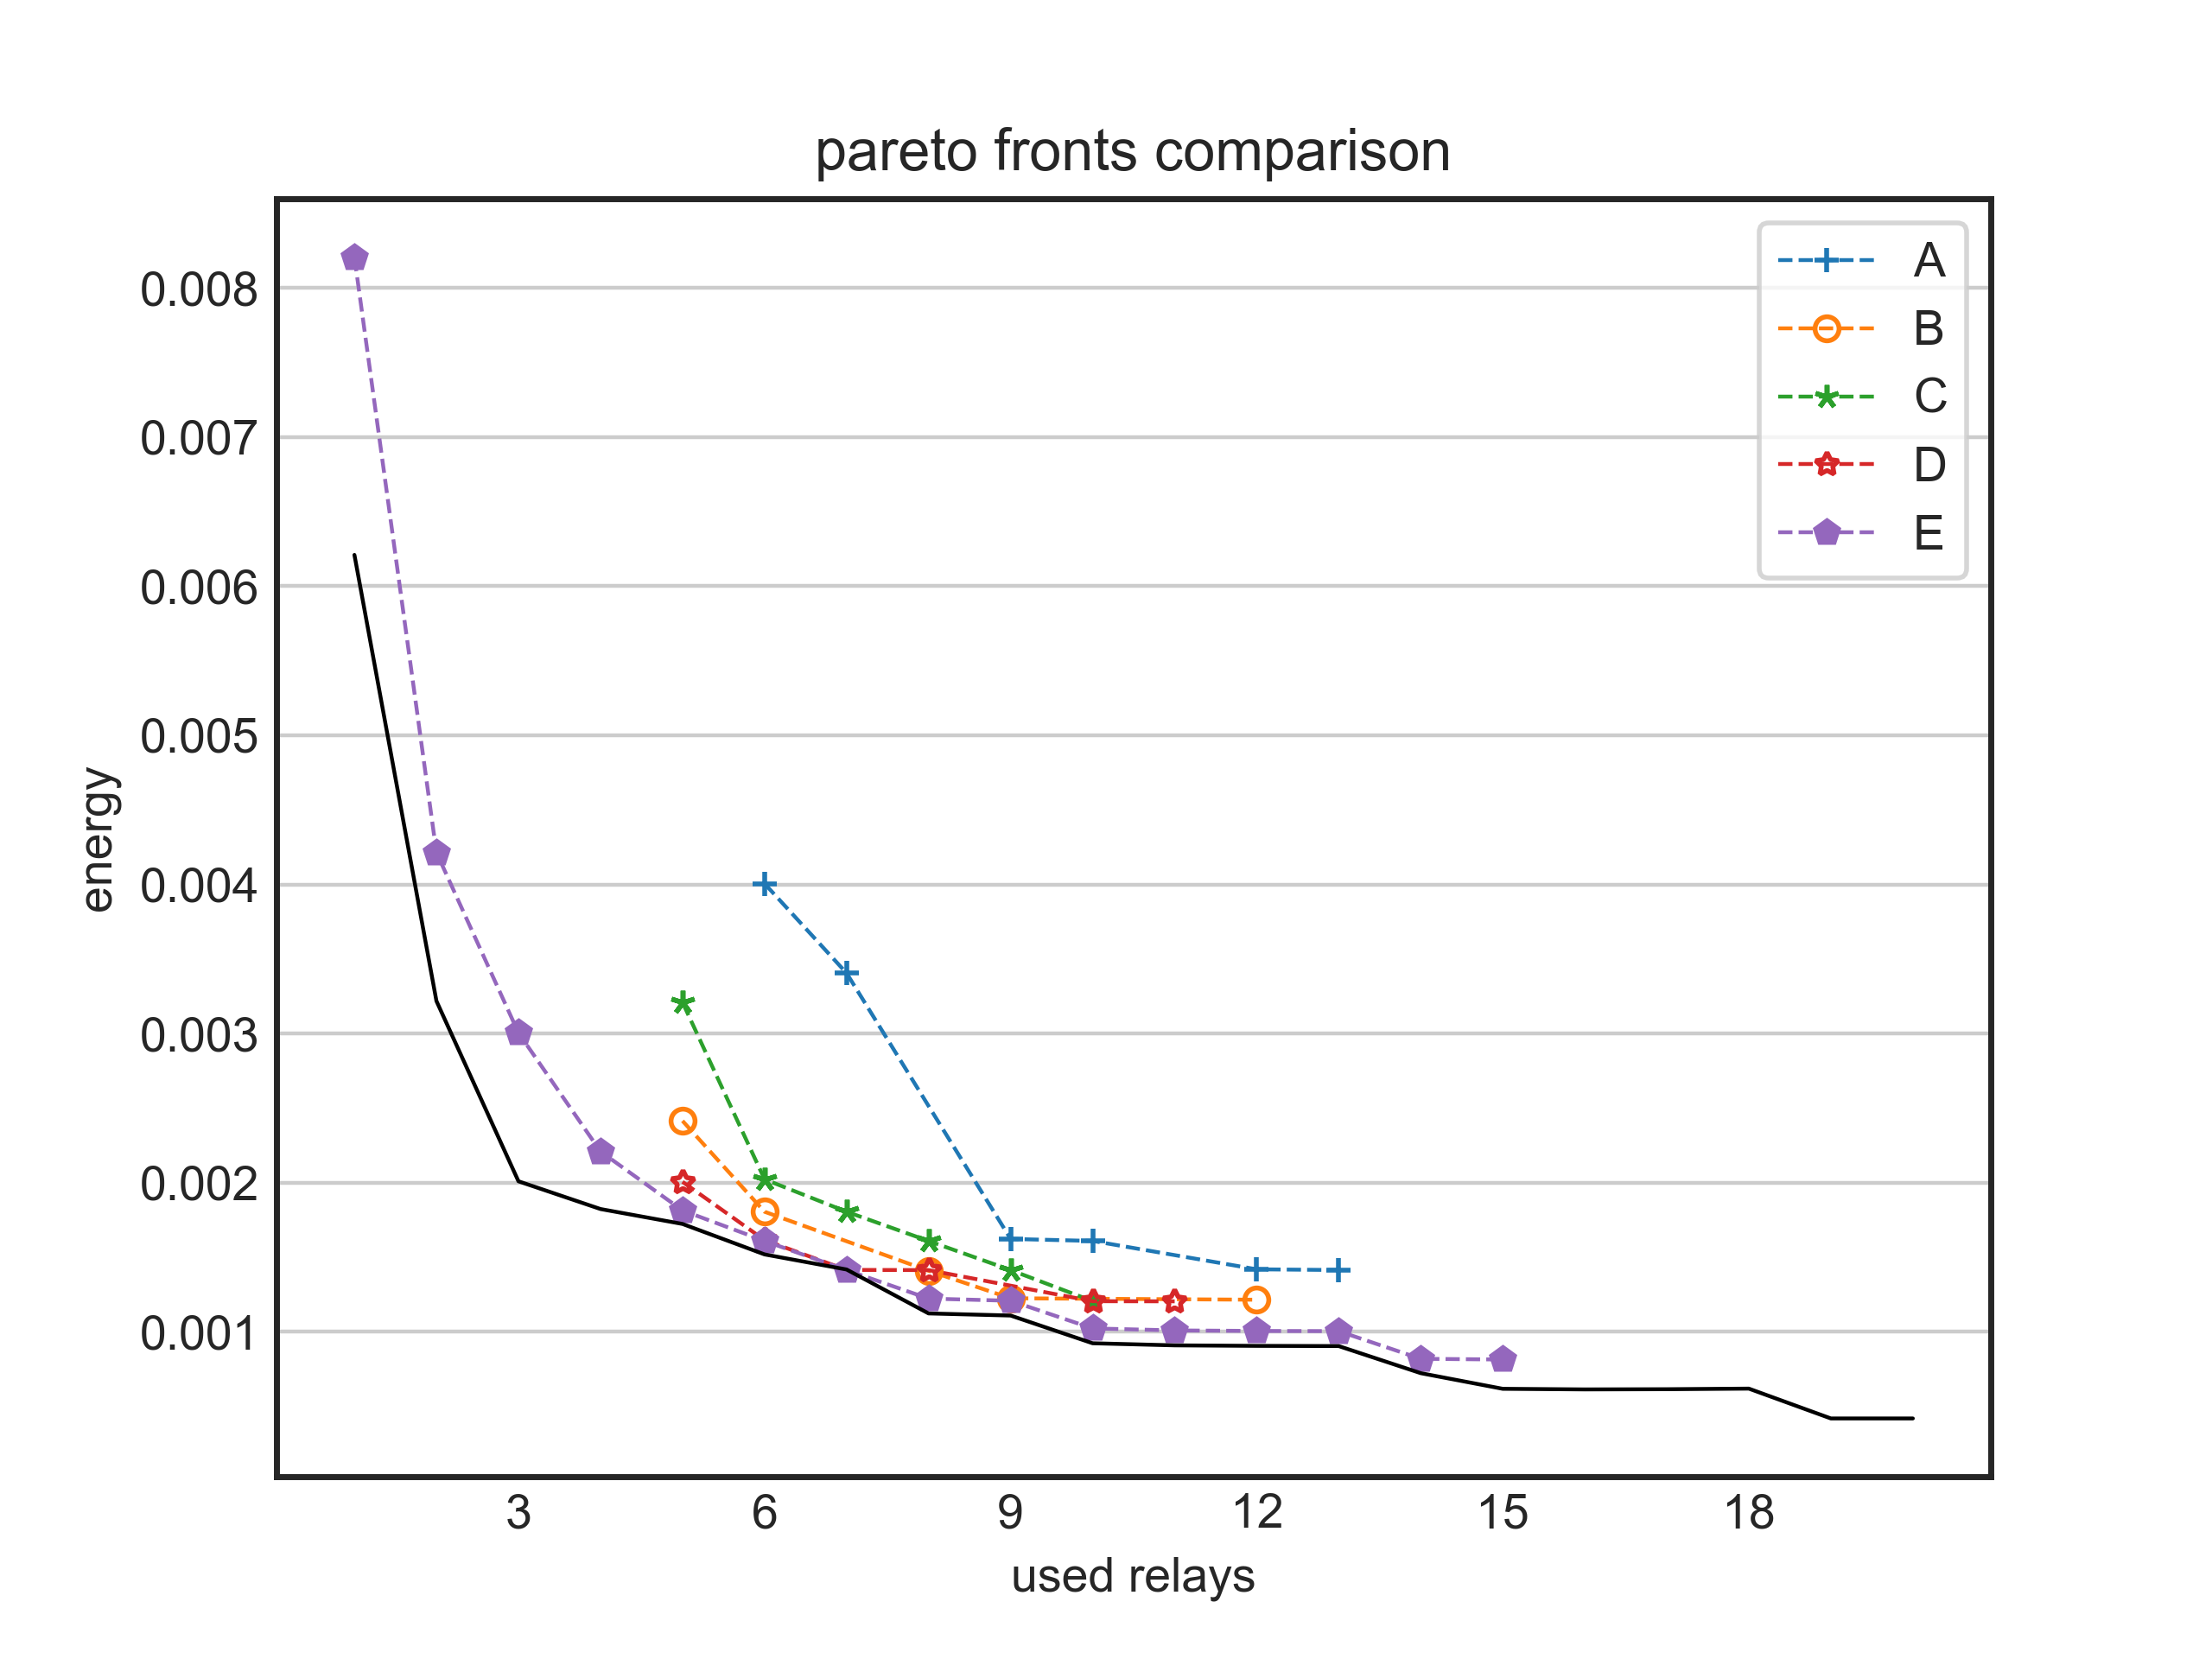 pareto fronts comparison
A
B
C
D
E
0.008
0.007
0.006
0.005
0.004
0.003
0.002
0.001
energy
3 6 9 12 15 18
used relays